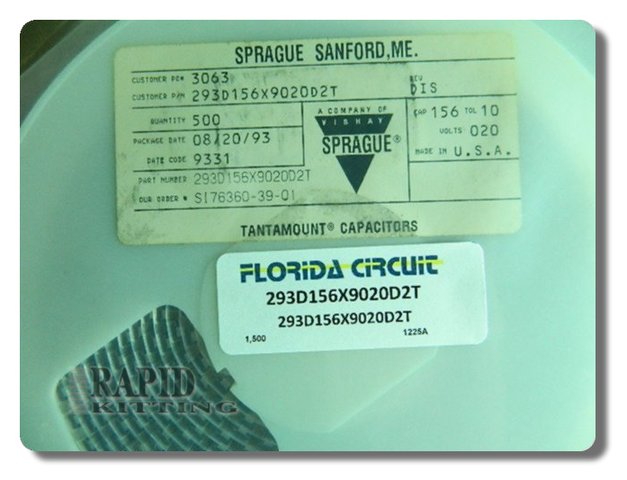 SPRAGUE SANFORD, ME.
CUSTOMER PO# 3063
CUSTOMER P/N 293D156X9020D2T
REV
DIS
QUANTITY 500
PACKAGE DATE 08/20/93
DATE CODE 9331
A COMPANY OF
VISHAY
SPRAGUE®
CAP 156 TOL 10
VOLTS 020
MADE IN U.S.A.
PART NUMBER 293D156X9020D2T
OUR ORDER # SI76360-39-01
TANTAMOUNT® CAPACITORS
FLORIDA CIRCUIT
293D156X9020D2T
293D156X9020D2T
1,500 1225A
RAPID
KITTING